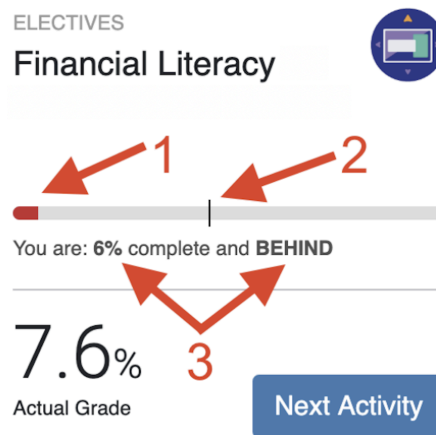 ELECTIVES
Financial Literacy
1
2
You are: 6% complete and BEHIND
3
7.6%
Actual Grade
Next Activity